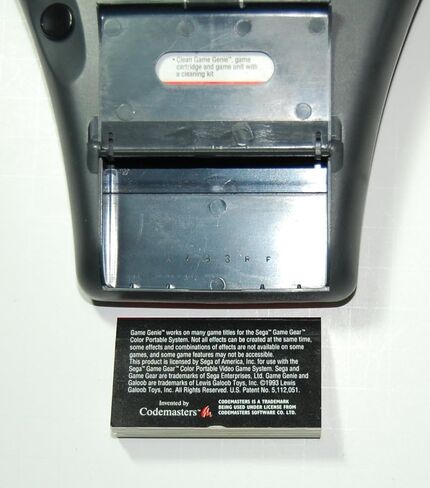 • Clean Game Genie™, game
cartridge and game unit with
a cleaning kit
Game Genie™ works on many game titles for the Sega™ Game Gear™
Color Portable System. Not all effects can be created at the same time,
some effects and combinations of effects are not available on some
games, and some game features may not be accessible.
This product is licensed by Sega of America, Inc. for use with the
Sega™ Game Gear™ Color Portable Video Game System. Sega and
Game Gear are trademarks of Sega Enterprises, Ltd. Game Genie and
Galoob are trademarks of Lewis Galoob Toys, Inc. ©1993 Lewis
Galoob Toys, Inc. All Rights Reserved. U.S. Patent No. 5,112,051.
Invented by
Codemasters™
CODEMASTERS IS A TRADEMARK
BEING USED UNDER LICENSE FROM
CODEMASTERS SOFTWARE CO. LTD.